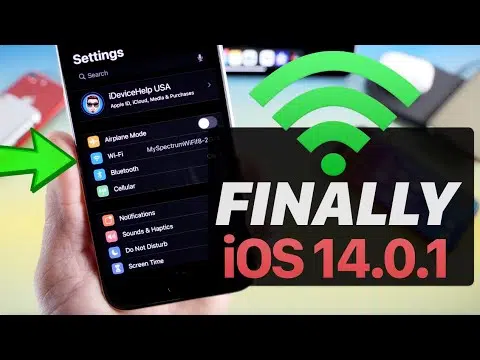 Settings
Search
iDeviceHelp USA
Apple ID, iCloud, Media & Purchases
Airplane Mode
Wi-Fi
Bluetooth
Cellular
Notifications
Sounds & Haptics
Do Not Disturb
Screen Time
FINALLY
iOS 14.0.1